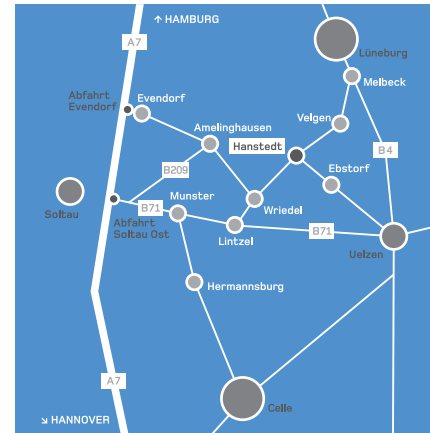 ↑ HAMBURG
A7
Lüneburg
Melbeck
Abfahrt
Evendorf
Evendorf
Velgen
Amelinghausen
Hanstedt
B4
B209
Ebstorf
Soltau
Munster
B71
Wriedel
Abfahrt
Soltau Ost
Lintzel
B71
Uelzen
Hermannsburg
A7
Celle
↘ HANNOVER